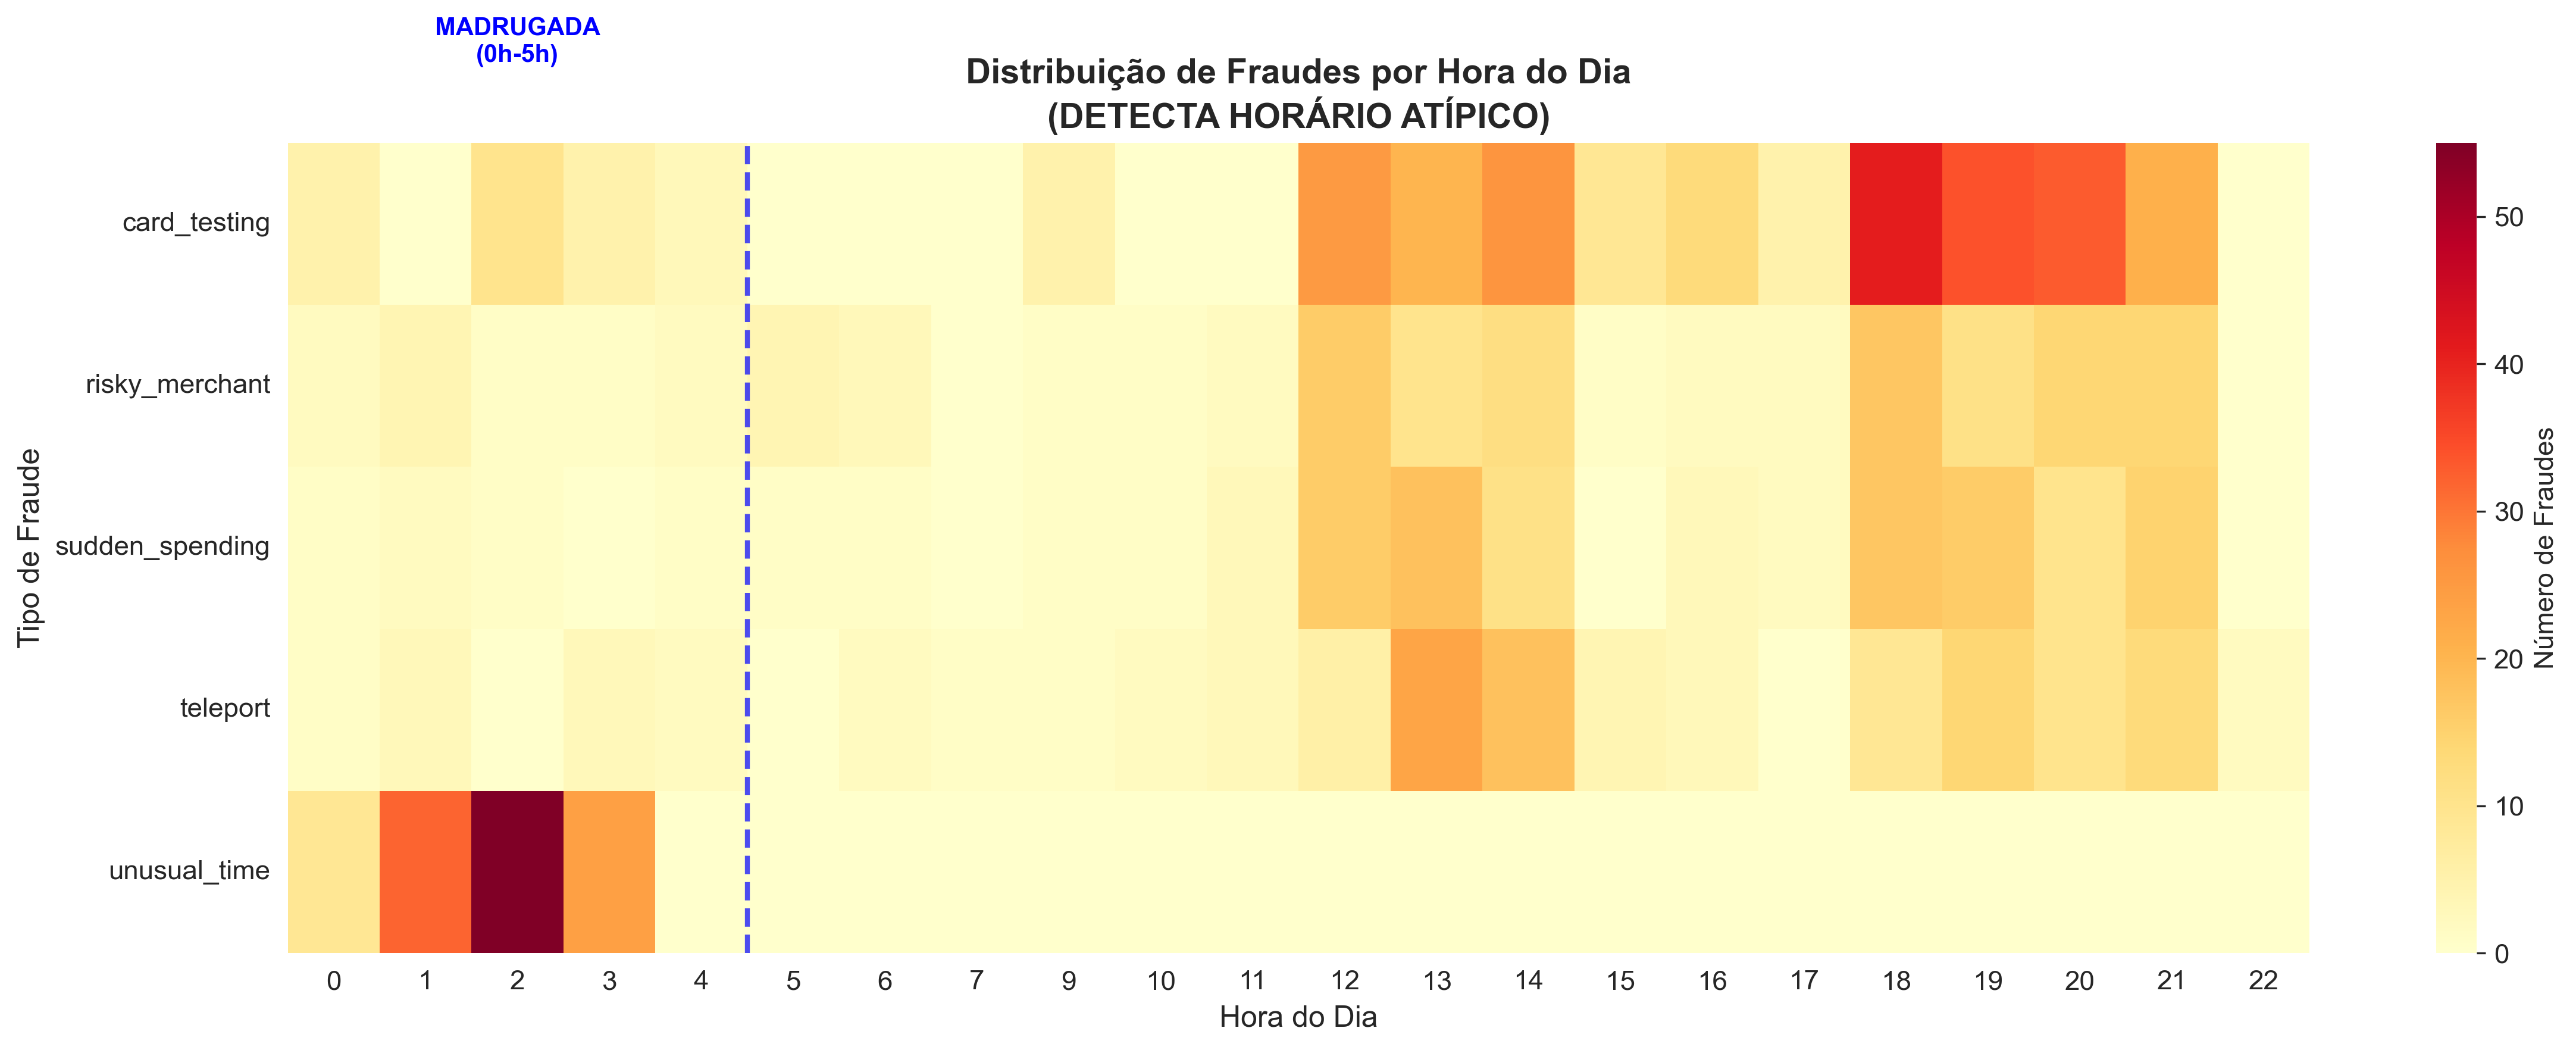 MADRUGADA
(0h-5h)
Distribuição de Fraudes por Hora do Dia
(DETECTA HORÁRIO ATÍPICO)
Tipo de Fraude
card_testing
risky_merchant
sudden_spending
teleport
unusual_time
0 1 2 3 4 5 6 7 9 10 11 12 13 14 15 16 17 18 19 20 21 22
Hora do Dia
50
40
30
20
10
0
Número de Fraudes